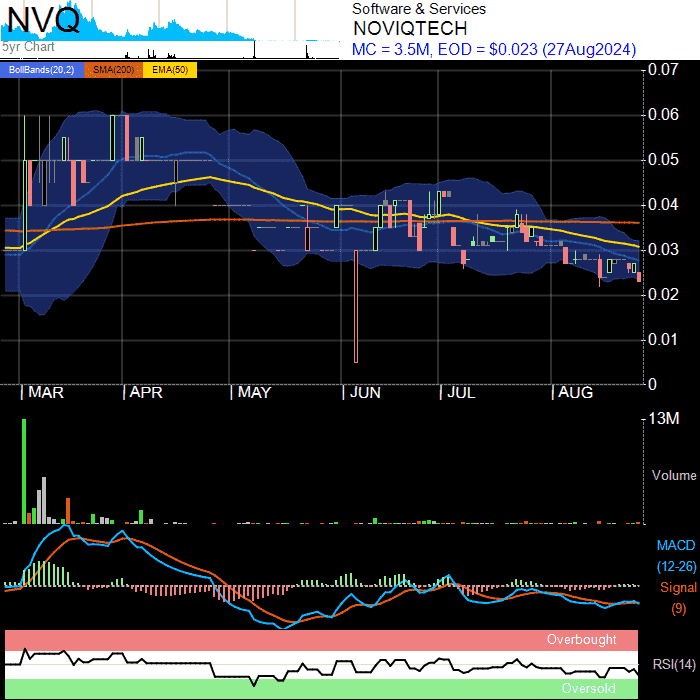 NVQ
5yr Chart
Software & Services
NOVIQTECH
MC = 3.5M, EOD = $0.023 (27Aug2024)
BollBands(20,2) SMA(200) EMA(50)
0.07
0.06
0.05
0.04
0.03
0.02
0.01
0
MAR APR MAY JUN JUL AUG
13M
Volume
MACD
(12-26)
Signal
(9)
Overbought
RSI(14)
Oversold